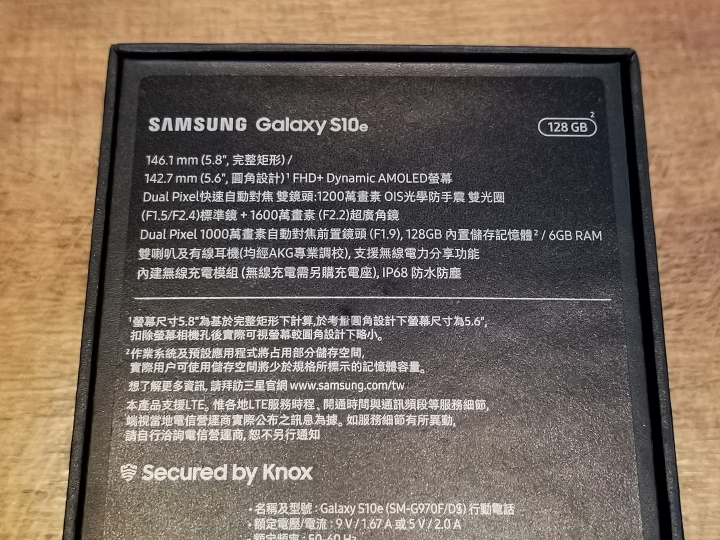 SAMSUNG Galaxy S10e
128 GB ²
146.1 mm (5.8", 完整矩形) /
142.7 mm (5.6", 圓角設計)¹ FHD+ Dynamic AMOLED螢幕
Dual Pixel快速自動對焦 雙鏡頭:1200萬畫素 OIS光學防手震 雙光圈
(F1.5/F2.4)標準鏡 + 1600萬畫素 (F2.2)超廣角鏡
Dual Pixel 1000萬畫素自動對焦前置鏡頭 (F1.9), 128GB 內置儲存記憶體² / 6GB RAM
雙喇叭及有線耳機(均經AKG專業調校), 支援無線電力分享功能
內建無線充電模組 (無線充電需另購充電座), IP68 防水防塵
¹螢幕尺寸5.8"為基於完整矩形下計算,於考量圓角設計下螢幕尺寸為5.6",
扣除螢幕相機孔後實際可視螢幕較圓角設計下略小。
²作業系統及預設應用程式將占用部分儲存空間,
實際用戶可使用儲存空間將少於規格所標示的記憶體容量。
想了解更多資訊, 請拜訪三星官網 www.samsung.com/tw
本產品支援LTE。惟各地LTE服務時程、開通時間與通訊頻段等服務細節,
端視當地電信營運商實際公布之訊息為據。如服務細節有所異動,
請自行洽詢電信營運商, 恕不另行通知
Secured by Knox
• 名稱及型號 : Galaxy S10e (SM-G970F/DS) 行動電話
• 額定電壓/電流 : 9 V / 1.67 A 或 5 V / 2.0 A
• 額定頻率 : 50-60 Hz